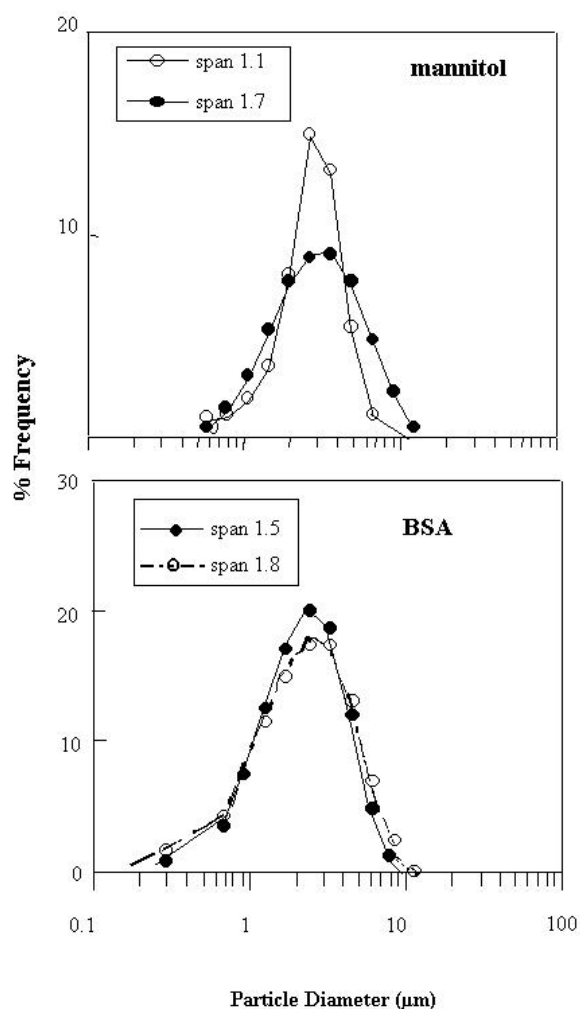 20
span 1.1
mannitol
span 1.7
10
% Frequency
30
span 1.5
BSA
span 1.8
20
10
0
0.1
1
10
100
Particle Diameter (µm)